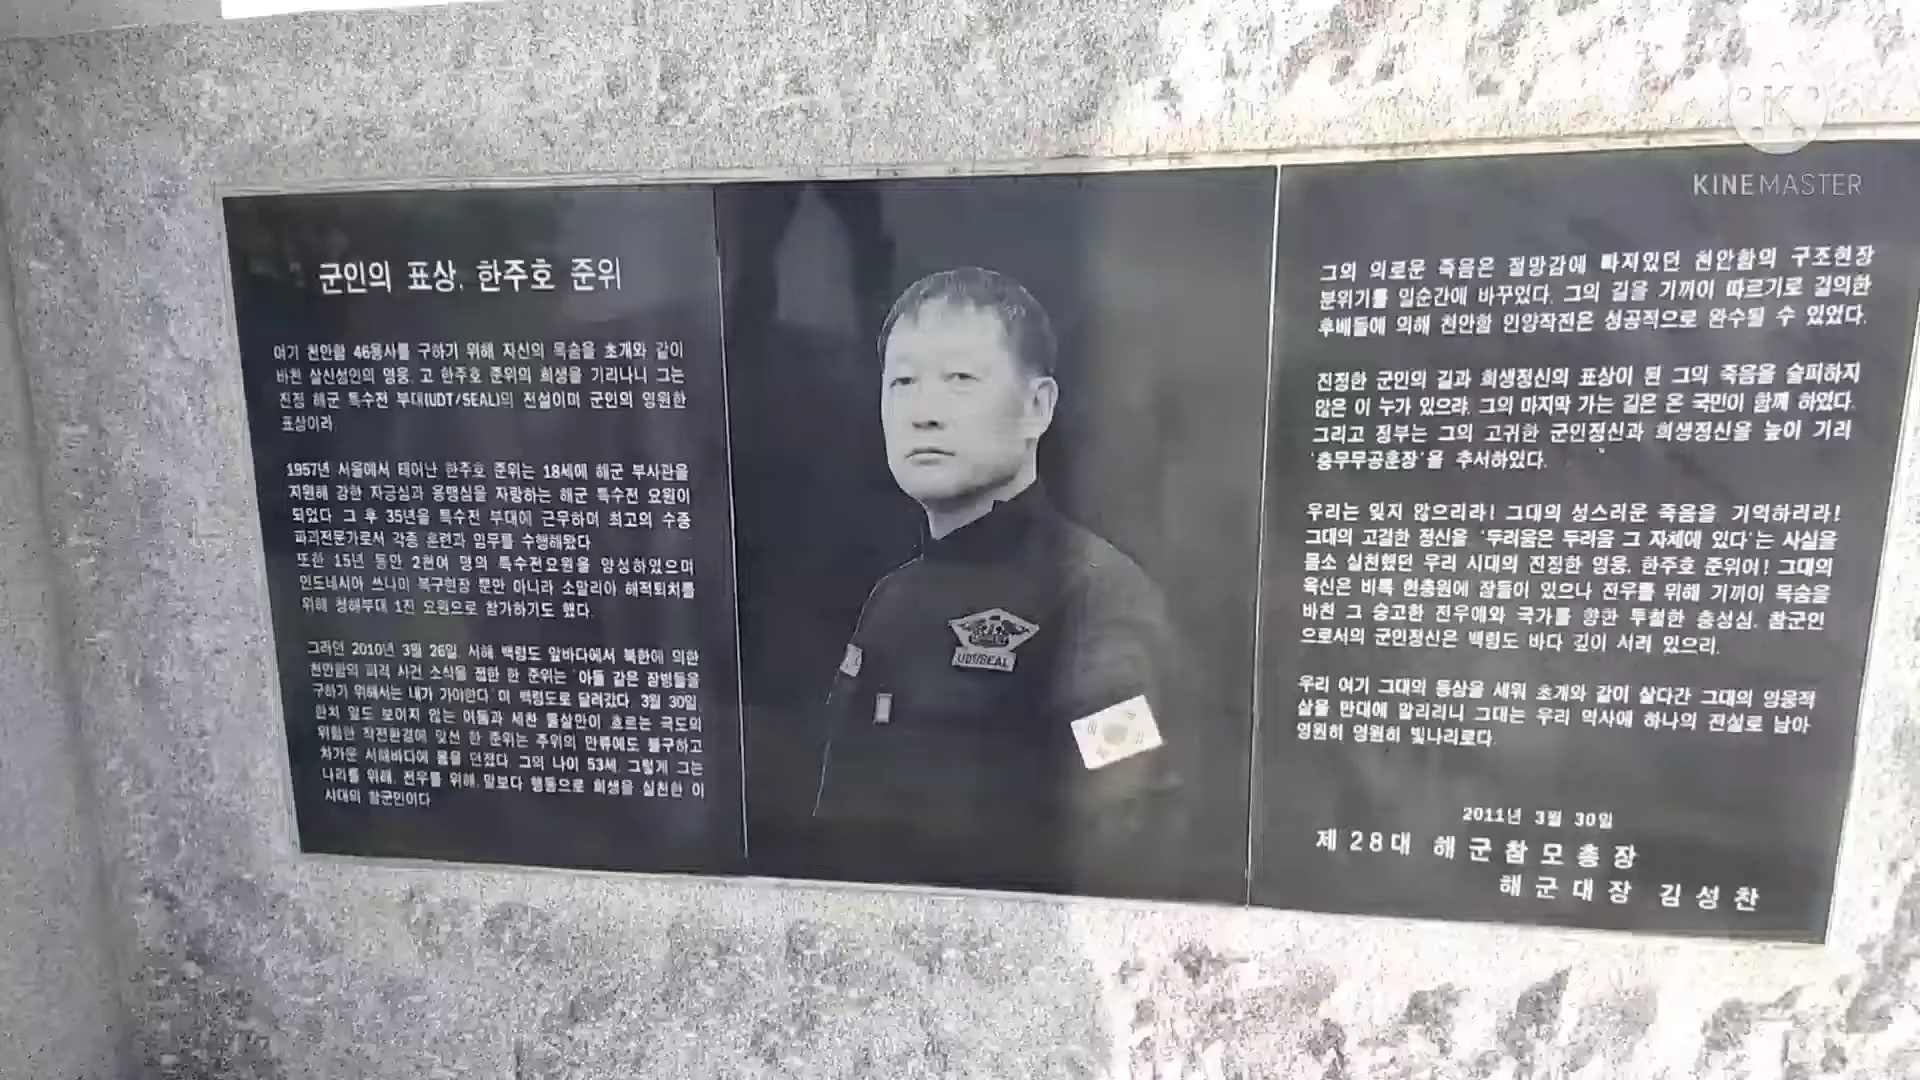 군인의 표상, 한주호 준위
여기 천안함 46용사를 구하기 위해 자신의 목숨을 초개와 같이
바친 살신성인의 영웅, 고 한주호 준위의 희생을 기리나니 그는
진정 해군 특수전 부대(UDT/SEAL)의 전설이며 군인의 영원한
표상이라.
1957년 서울에서 태어난 한주호 준위는 18세에 해군 부사관을
지원해 강한 자긍심과 용맹심을 자랑하는 해군 특수전 요원이
되었다. 그 후 35년을 특수전 부대에 근무하며 최고의 수중
파괴전문가로서 각종 훈련과 임무를 수행해왔다
또한 15년 동안 2천여 명의 특수전요원을 양성하였으며
인도네시아 쓰나미 복구현장 뿐만 아니라 소말리아 해적퇴치를
위해 청해부대 1진 요원으로 참가하기도 했다.
그러던 2010년 3월 26일, 서해 백령도 앞바다에서 북한에 의한
천안함의 피격 사건 소식을 접한 한 준위는 '아들 같은 장병들을
구하기 위해서는 내가 가야한다'며 백령도로 달려갔다. 3월 30일,
한치 앞도 보이지 않는 어둠과 세찬 물살만이 흐르는 극도의
위험한 작전환경에 맞선 한 준위는 주위의 만류에도 불구하고
차가운 서해바다에 몸을 던졌다. 그의 나이 53세. 그렇게 그는
나라를 위해, 전우를 위해, 말보다 행동으로 희생을 실천한 이
시대의 참군인이다
UDT/SEAL
그의 의로운 죽음은 절망감에 빠져있던 천안함의 구조현장
분위기를 일순간에 바꾸었다. 그의 길을 기꺼이 따르기로 결의한
후배들에 의해 천안함 인양작전은 성공적으로 완수될 수 있었다.
진정한 군인의 길과 희생정신의 표상이 된 그의 죽음을 슬퍼하지
않은 이 누가 있으랴. 그의 마지막 가는 길은 온 국민이 함께 하였다.
그리고 정부는 그의 고귀한 군인정신과 희생정신을 높이 기려
'충무무공훈장'을 추서하였다.
우리는 잊지 않으리라! 그대의 성스러운 죽음을 기억하리라!
그대의 고결한 정신을 '두려움은 두려움 그 자체에 있다'는 사실을
몸소 실천했던 우리 시대의 진정한 영웅, 한주호 준위여! 그대의
육신은 비록 현충원에 잠들어 있으나 전우를 위해 기꺼이 목숨을
바친 그 숭고한 전우애와 국가를 향한 투철한 충성심, 참군인
으로서의 군인정신은 백령도 바다 깊이 서려 있으리.
우리 여기 그대의 동상을 세워 초개와 같이 살다간 그대의 영웅적
삶을 만대에 알리려니 그대는 우리 역사에 하나의 전설로 남아
영원히 영원히 빛나리로다.
2011년 3월 30일
제28대 해군참모총장
해군대장 김성찬
KINEMASTER